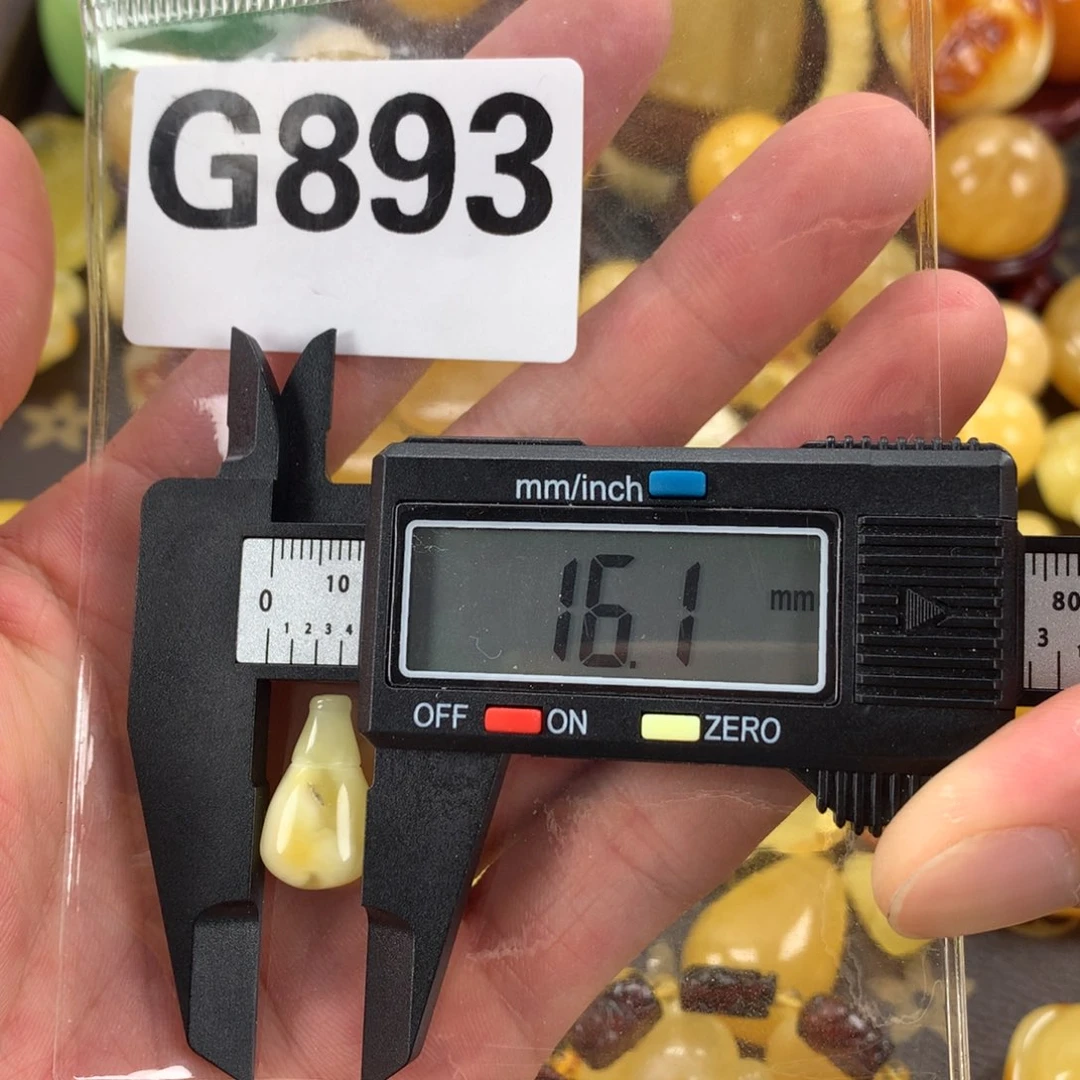 G893
mm/inch
16.1 mm
0 10
1 2 3 4
80
3
OFF ON ZERO